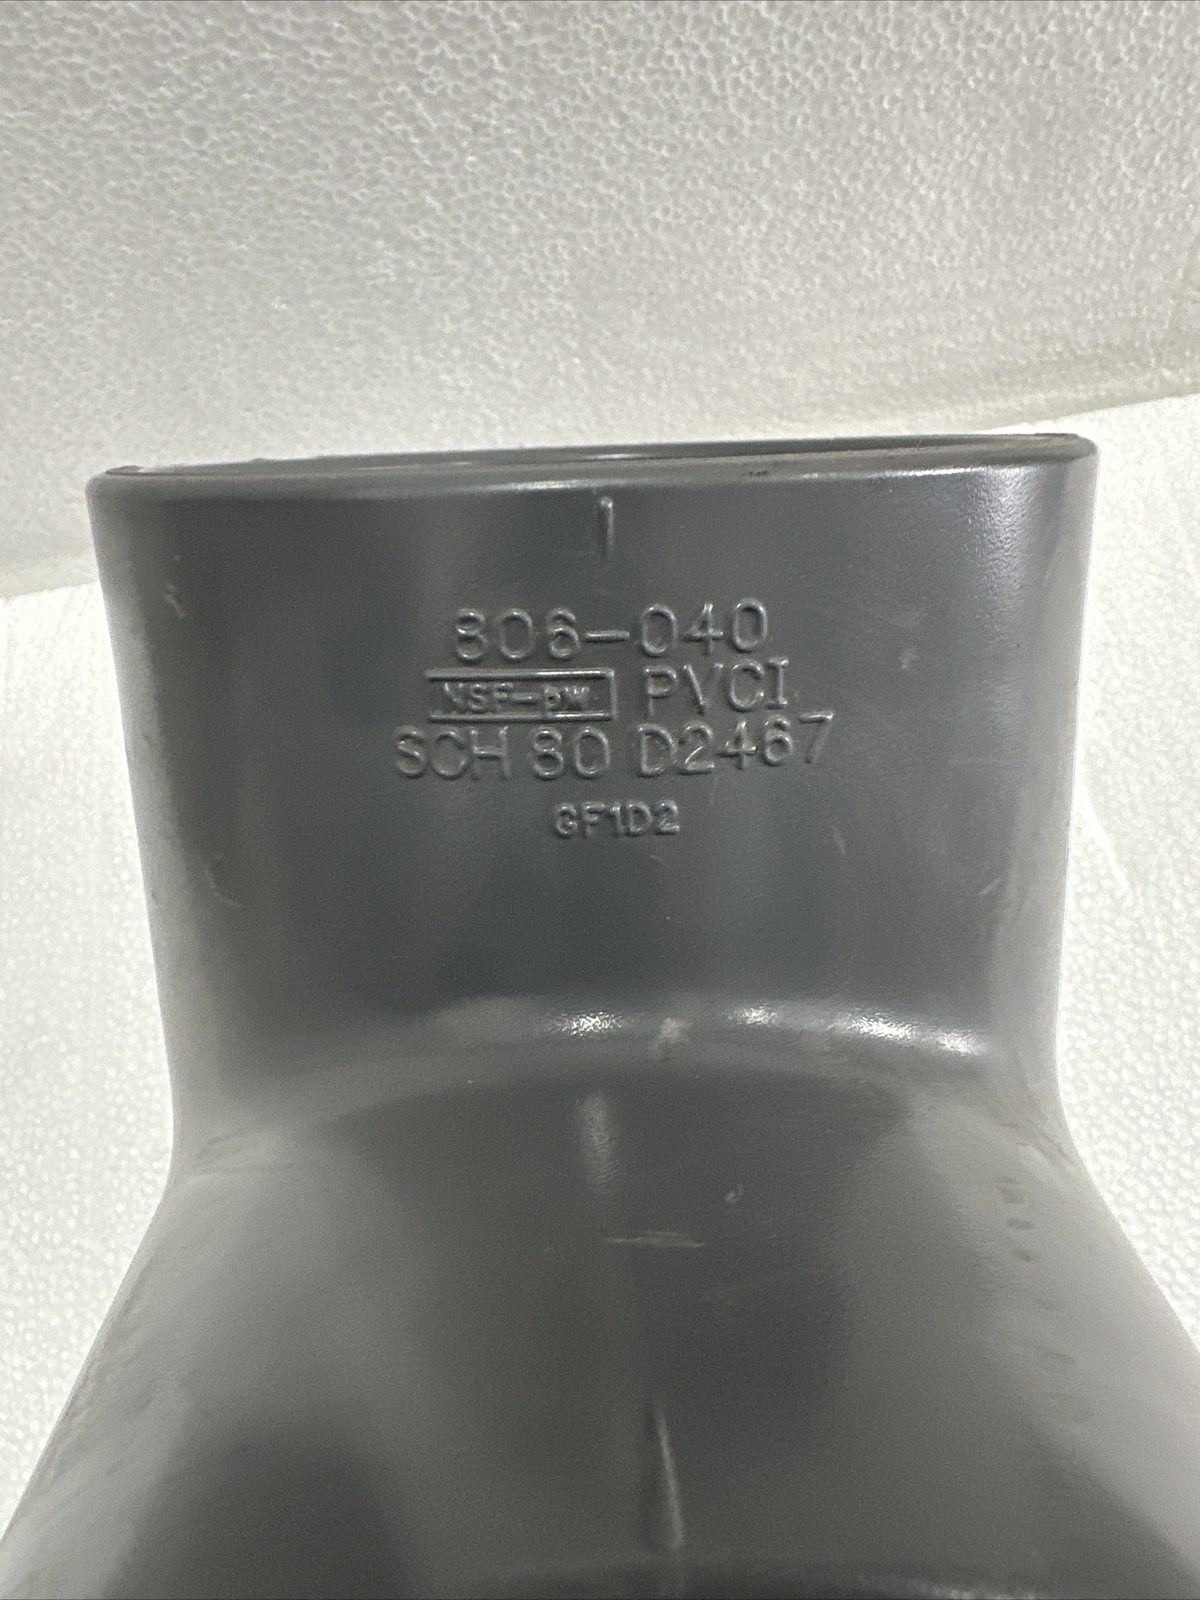 806-040
NSF-pw PVCI
SCH 80 D2467
GF1D2